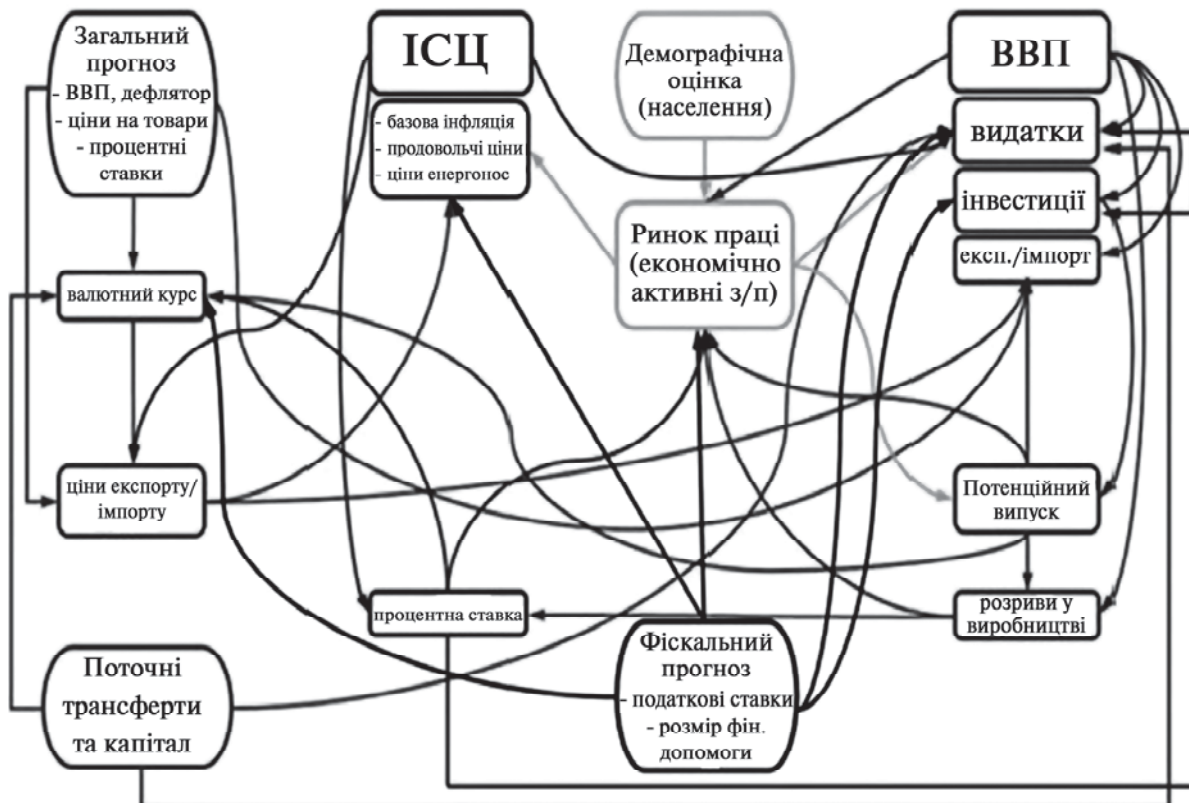 Загальний
прогноз
- ВВП, дефлятор
- ціни на товари
- процентні
ставки
ІСЦ
- базова інфляція
- продовольчі ціни
- ціни енергонос
Демографічна
оцінка
(населення)
ВВП
видатки
інвестиції
експ./імпорт
Ринок праці
(економічно
активні з/п)
валютний курс
ціни експорту/
імпорту
Потенційний
випуск
процентна ставка
розриви у
виробництві
Поточні
трансферти
та капітал
Фіскальний
прогноз
- податкові ставки
- розмір фін.
допомоги